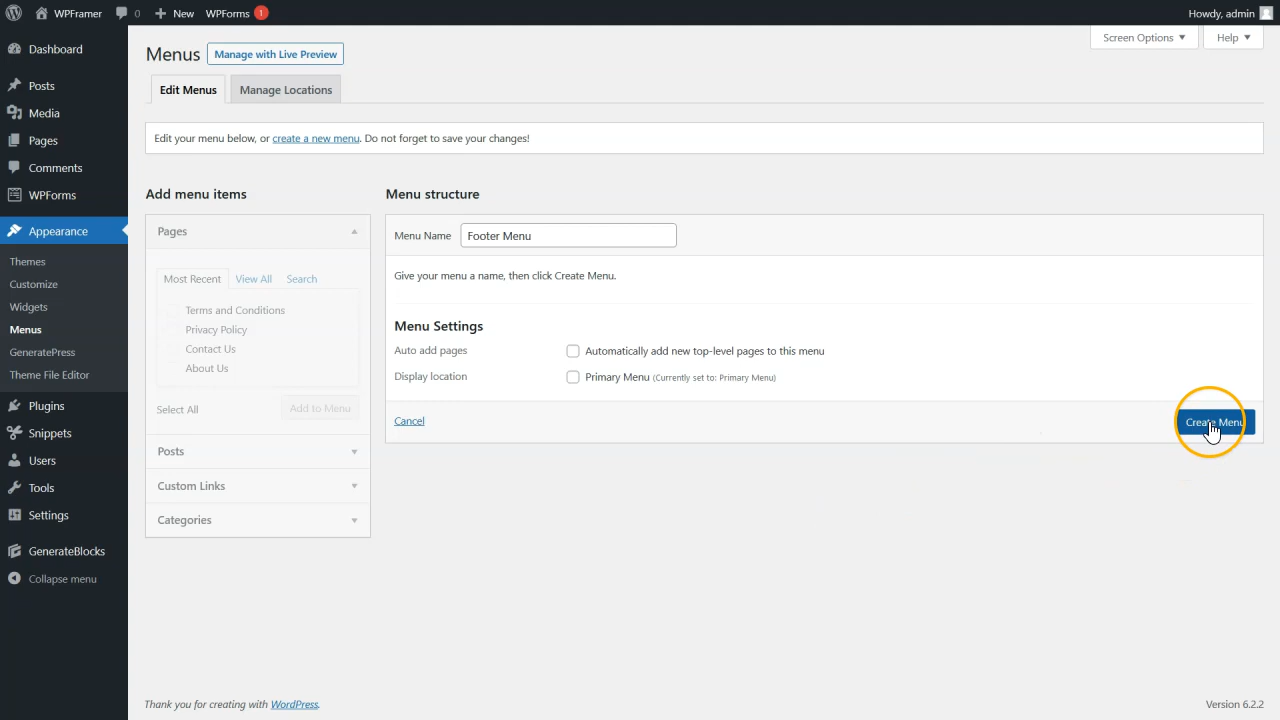 WPFramer 0 New WPForms 1 Howdy, admin
Screen Options Help
Menus Manage with Live Preview
Edit Menus Manage Locations
Edit your menu below, or create a new menu. Do not forget to save your changes!
Dashboard
Posts
Media
Pages
Comments
WPForms
Appearance
Themes
Customize
Widgets
Menus
GeneratePress
Theme File Editor
Plugins
Snippets
Users
Tools
Settings
GenerateBlocks
Collapse menu
Add menu items
Pages
Most Recent View All Search
Terms and Conditions
Privacy Policy
Contact Us
About Us
Select All Add to Menu
Posts
Custom Links
Categories
Menu structure
Menu Name Footer Menu
Give your menu a name, then click Create Menu.
Menu Settings
Auto add pages Automatically add new top-level pages to this menu
Display location Primary Menu (Currently set to: Primary Menu)
Cancel Create Menu
Thank you for creating with WordPress. Version 6.2.2